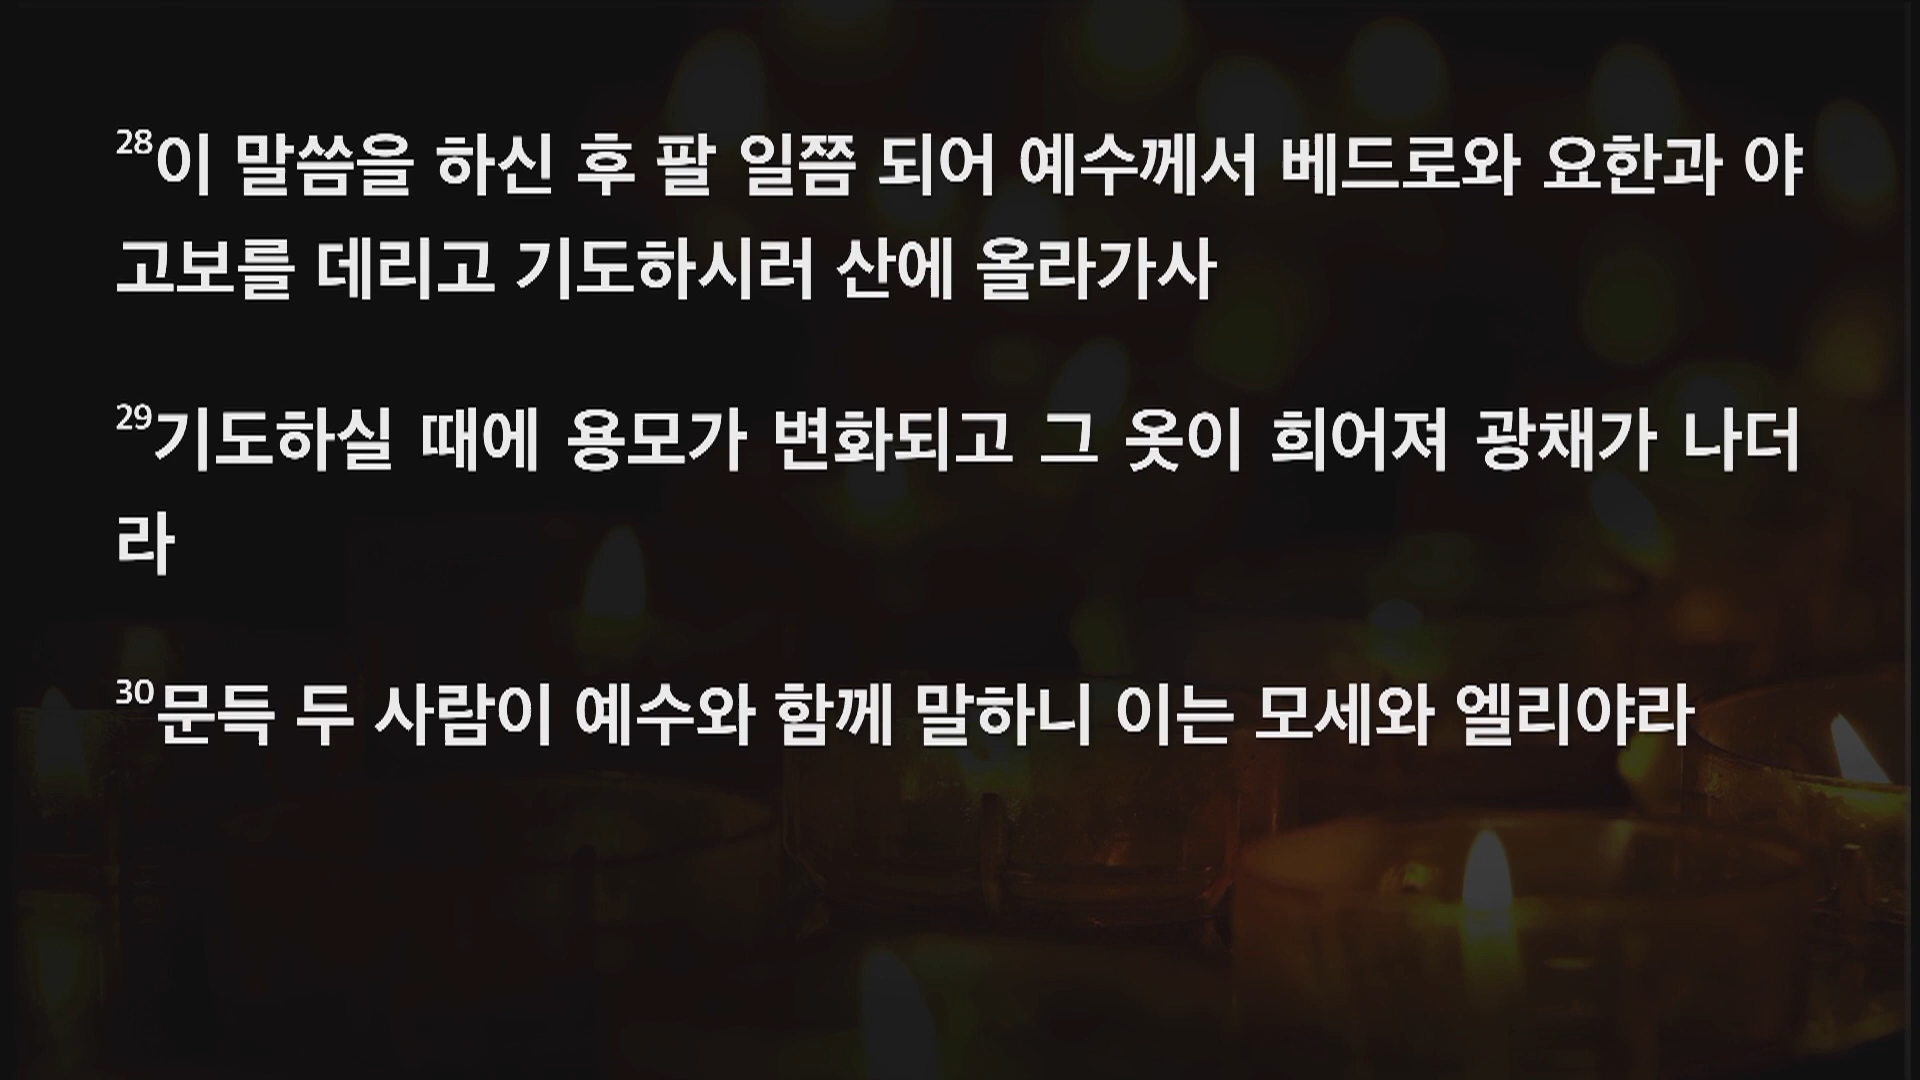 28이 말씀을 하신 후 팔 일쯤 되어 예수께서 베드로와 요한과 야
고보를 데리고 기도하시러 산에 올라가사
29기도하실 때에 용모가 변화되고 그 옷이 희어져 광채가 나더
라
30문득 두 사람이 예수와 함께 말하니 이는 모세와 엘리야라